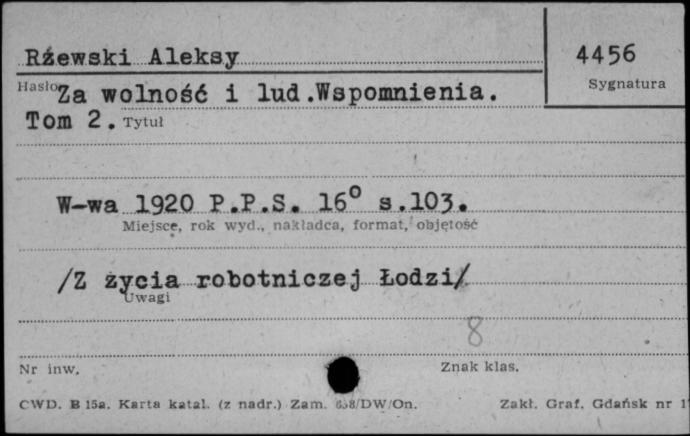 Rżewski Aleksy
4456
Sygnatura
Hasło
Za wolność i lud.Wspomnienia.
Tom 2.
Tytuł
W-wa 1920 P.P.S. 16° s.103.
Miejsce, rok wyd., nakładca, format, objętość
/Z życia robotniczej Łodzi/
Uwagi
8
Nr inw.
Znak klas.
CWD. B 15a. Karta katal. (z nadr.) Zam. /DW/On.
Zakł. Graf. Gdańsk nr